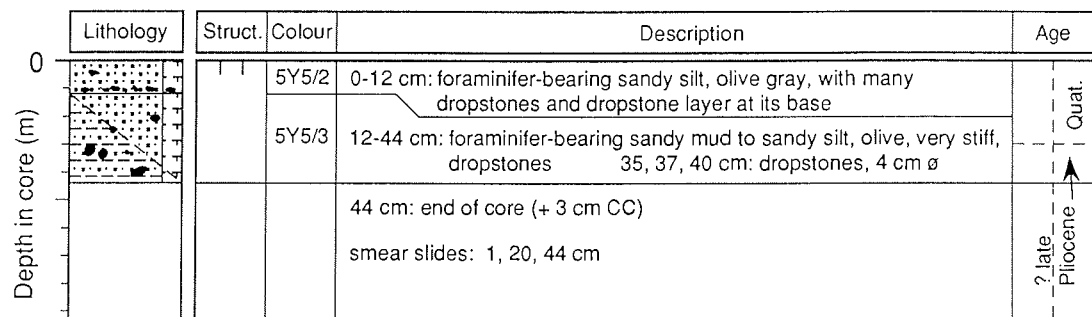 Lithology Struct. Colour Description Age
0
5Y5/2 0-12 cm: foraminifer-bearing sandy silt, olive gray, with many
dropstones and dropstone layer at its base
Quat.
5Y5/3 12-44 cm: foraminifer-bearing sandy mud to sandy silt, olive, very stiff,
dropstones 35, 37, 40 cm: dropstones, 4 cm ø
44 cm: end of core (+ 3 cm CC)
smear slides: 1, 20, 44 cm
? late
Pliocene
Depth in core (m)